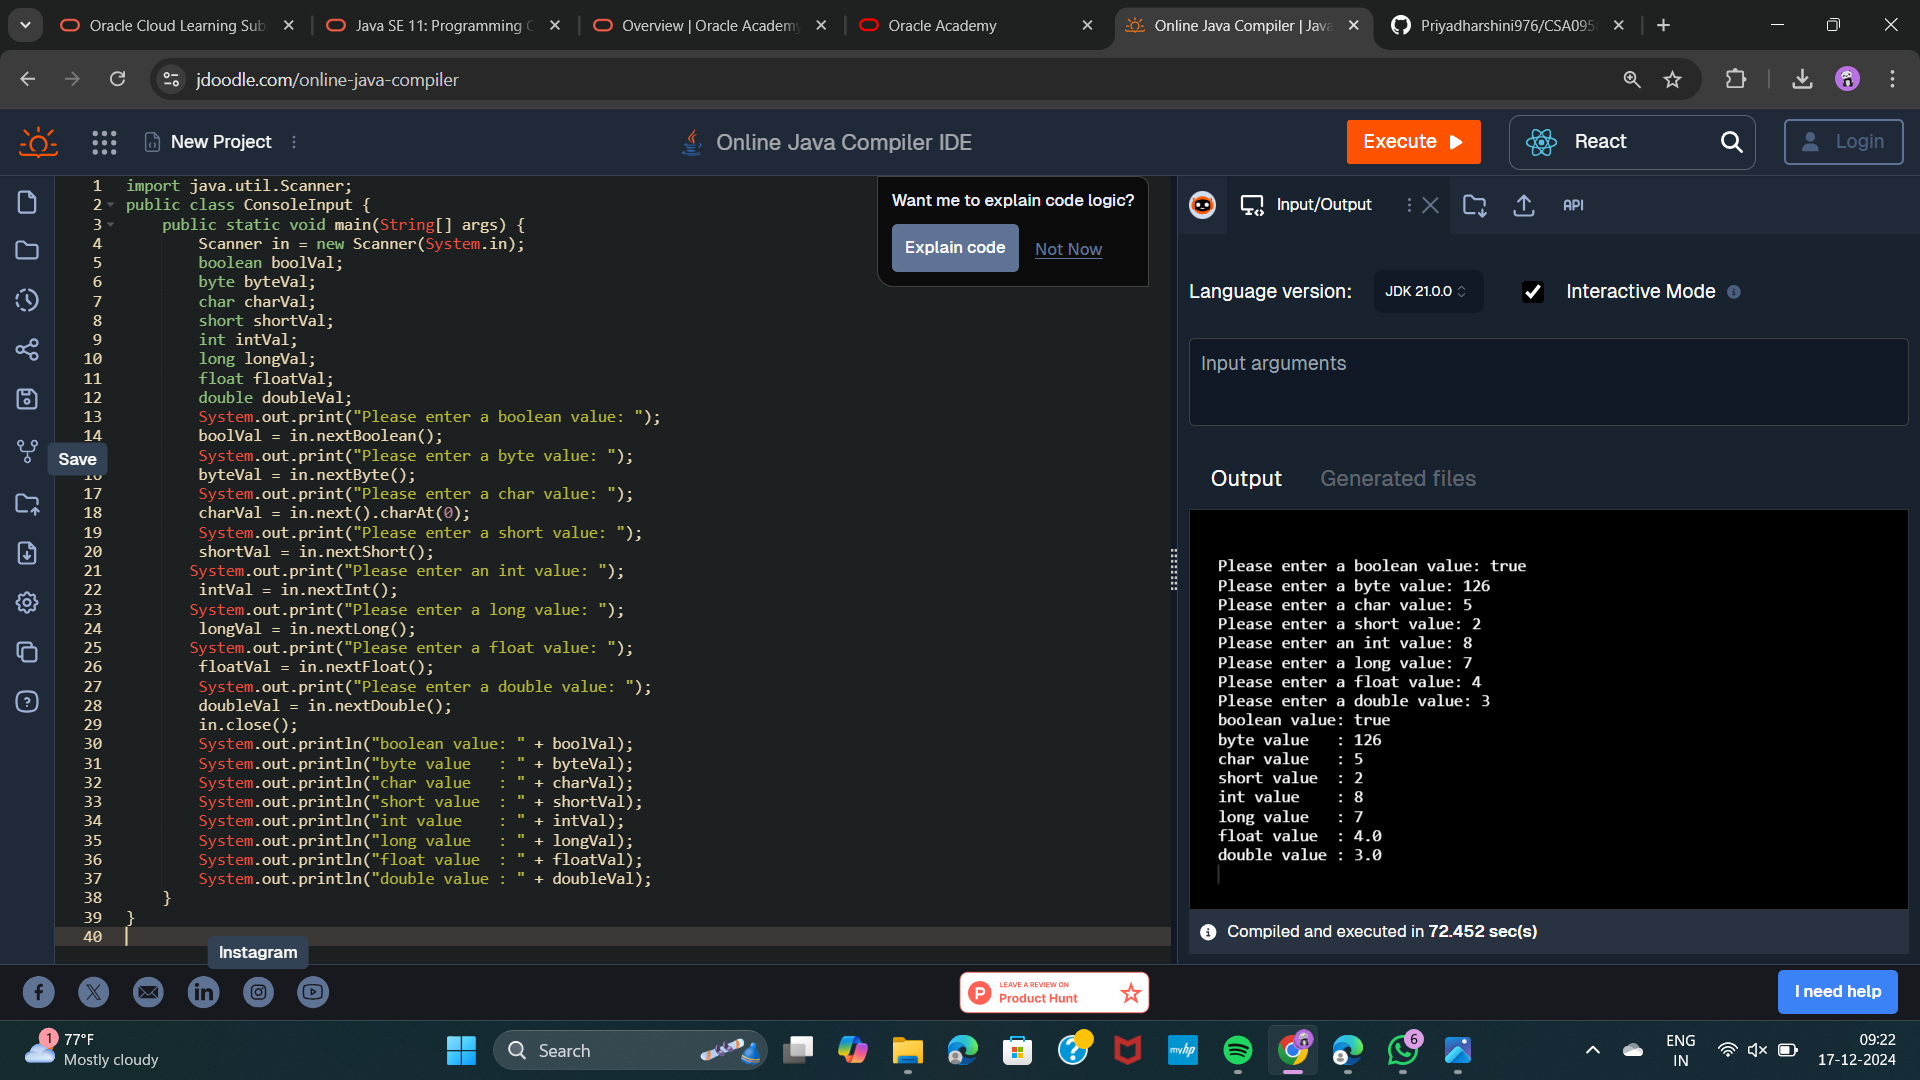 Oracle Cloud Learning Sub
Java SE 11: Programming C
Overview | Oracle Academy
Oracle Academy
Online Java Compiler | Java
Priyadharshini976/CSA095
jdoodle.com/online-java-compiler
New Project
Online Java Compiler IDE
Execute
React
Login
1 import java.util.Scanner;
2 public class ConsoleInput {
3 public static void main(String[] args) {
4 Scanner in = new Scanner(System.in);
5 boolean boolVal;
6 byte byteVal;
7 char charVal;
8 short shortVal;
9 int intVal;
10 long longVal;
11 float floatVal;
12 double doubleVal;
13 System.out.print("Please enter a boolean value: ");
14 boolVal = in.nextBoolean();
System.out.print("Please enter a byte value: ");
byteVal = in.nextByte();
17 System.out.print("Please enter a char value: ");
18 charVal = in.next().charAt(0);
19 System.out.print("Please enter a short value: ");
20 shortVal = in.nextShort();
21 System.out.print("Please enter an int value: ");
22 intVal = in.nextInt();
23 System.out.print("Please enter a long value: ");
24 longVal = in.nextLong();
25 System.out.print("Please enter a float value: ");
26 floatVal = in.nextFloat();
27 System.out.print("Please enter a double value: ");
28 doubleVal = in.nextDouble();
29 in.close();
30 System.out.println("boolean value: " + boolVal);
31 System.out.println("byte value   : " + byteVal);
32 System.out.println("char value   : " + charVal);
33 System.out.println("short value  : " + shortVal);
34 System.out.println("int value    : " + intVal);
35 System.out.println("long value   : " + longVal);
36 System.out.println("float value  : " + floatVal);
37 System.out.println("double value : " + doubleVal);
38 }
39 }
40
Save
Instagram
Want me to explain code logic?
Explain code
Not Now
Input/Output
API
Language version:
JDK 21.0.0
Interactive Mode
Input arguments
Output
Generated files
Please enter a boolean value: true
Please enter a byte value: 126
Please enter a char value: 5
Please enter a short value: 2
Please enter an int value: 8
Please enter a long value: 7
Please enter a float value: 4
Please enter a double value: 3
boolean value: true
byte value   : 126
char value   : 5
short value  : 2
int value    : 8
long value   : 7
float value  : 4.0
double value : 3.0
Compiled and executed in 72.452 sec(s)
LEAVE A REVIEW ON
Product Hunt
I need help
1
77°F
Mostly cloudy
Search
myhp
6
ENG
IN
09:22
17-12-2024